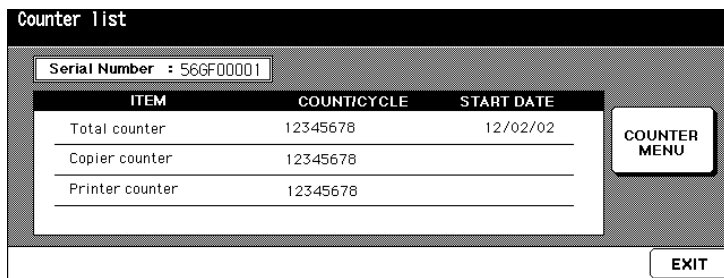 Counter list
Serial Number : 56GF00001
ITEM COUNT/CYCLE START DATE
Total counter 12345678 12/02/02
COUNTER
MENU
Copier counter 12345678
Printer counter 12345678
EXIT